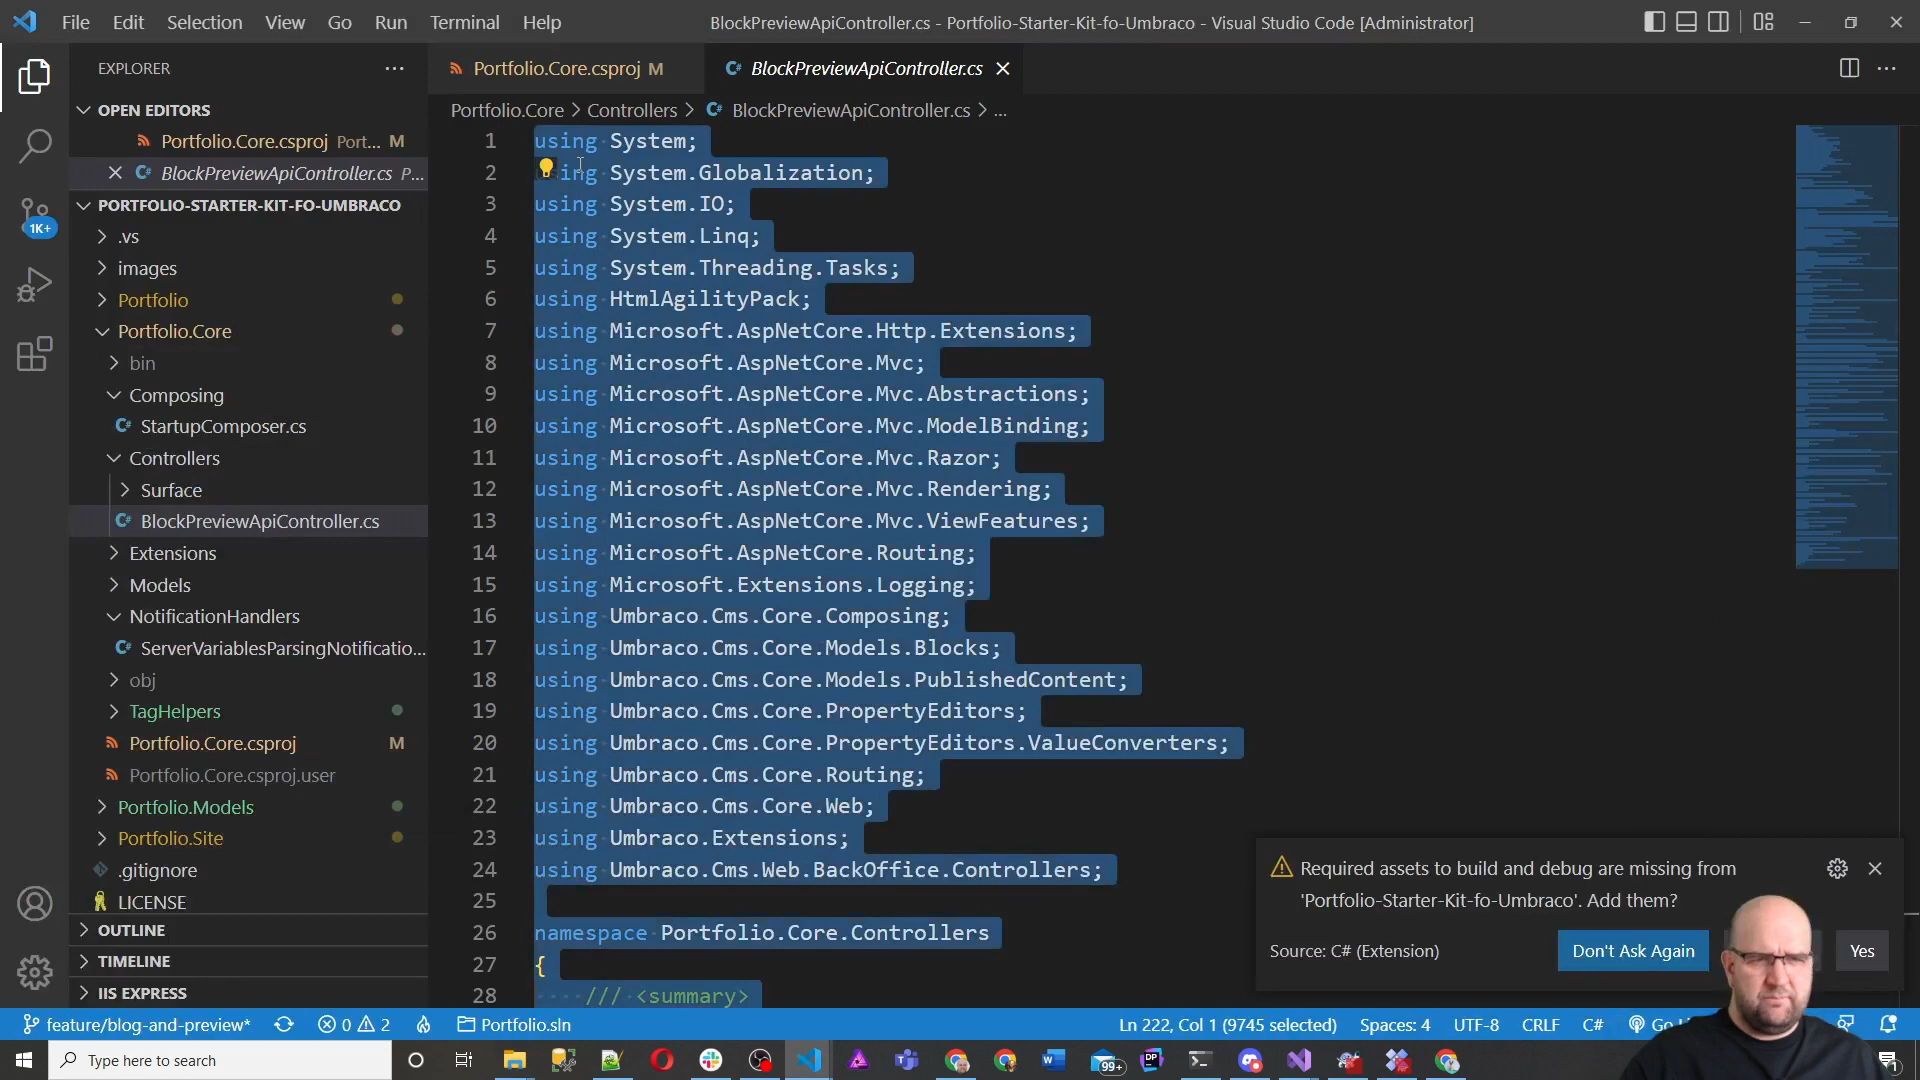 File Edit Selection View Go Run Terminal Help
BlockPreviewApiController.cs - Portfolio-Starter-Kit-fo-Umbraco - Visual Studio Code [Administrator]
EXPLORER
OPEN EDITORS
Portfolio.Core.csproj Port... M
BlockPreviewApiController.cs P...
PORTFOLIO-STARTER-KIT-FO-UMBRACO
.vs
images
Portfolio
Portfolio.Core
bin
Composing
StartupComposer.cs
Controllers
Surface
BlockPreviewApiController.cs
Extensions
Models
NotificationHandlers
ServerVariablesParsingNotificatio...
obj
TagHelpers
Portfolio.Core.csproj M
Portfolio.Core.csproj.user
Portfolio.Models
Portfolio.Site
.gitignore
LICENSE
OUTLINE
TIMELINE
IIS EXPRESS
1K+
Portfolio.Core.csproj M
BlockPreviewApiController.cs
Portfolio.Core > Controllers > BlockPreviewApiController.cs > ...
1 using System;
2 ing System.Globalization;
3 using System.IO;
4 using System.Linq;
5 using System.Threading.Tasks;
6 using HtmlAgilityPack;
7 using Microsoft.AspNetCore.Http.Extensions;
8 using Microsoft.AspNetCore.Mvc;
9 using Microsoft.AspNetCore.Mvc.Abstractions;
10 using Microsoft.AspNetCore.Mvc.ModelBinding;
11 using Microsoft.AspNetCore.Mvc.Razor;
12 using Microsoft.AspNetCore.Mvc.Rendering;
13 using Microsoft.AspNetCore.Mvc.ViewFeatures;
14 using Microsoft.AspNetCore.Routing;
15 using Microsoft.Extensions.Logging;
16 using Umbraco.Cms.Core.Composing;
17 using Umbraco.Cms.Core.Models.Blocks;
18 using Umbraco.Cms.Core.Models.PublishedContent;
19 using Umbraco.Cms.Core.PropertyEditors;
20 using Umbraco.Cms.Core.PropertyEditors.ValueConverters;
21 using Umbraco.Cms.Core.Routing;
22 using Umbraco.Cms.Core.Web;
23 using Umbraco.Extensions;
24 using Umbraco.Cms.Web.BackOffice.Controllers;
25
26 namespace Portfolio.Core.Controllers
27 {
28 /// <summary>
Required assets to build and debug are missing from
'Portfolio-Starter-Kit-fo-Umbraco'. Add them?
Source: C# (Extension)
Don't Ask Again
Yes
feature/blog-and-preview* 0 2 Portfolio.sln
Ln 222, Col 1 (9745 selected) Spaces: 4 UTF-8 CRLF C# Go Li
Type here to search
99+
DP
1